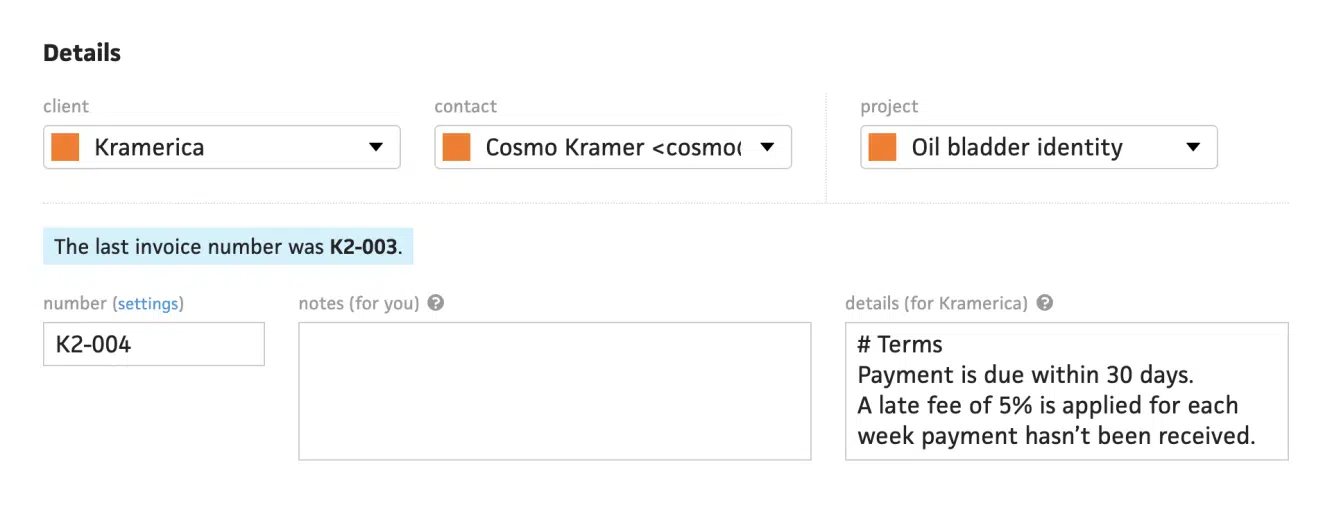 Details
client
contact
project
Kramerica
Cosmo Kramer <cosmo
Oil bladder identity
The last invoice number was K2-003.
number (settings)
notes (for you) ?
details (for Kramerica) ?
K2-004
# Terms
Payment is due within 30 days.
A late fee of 5% is applied for each
week payment hasn’t been received.